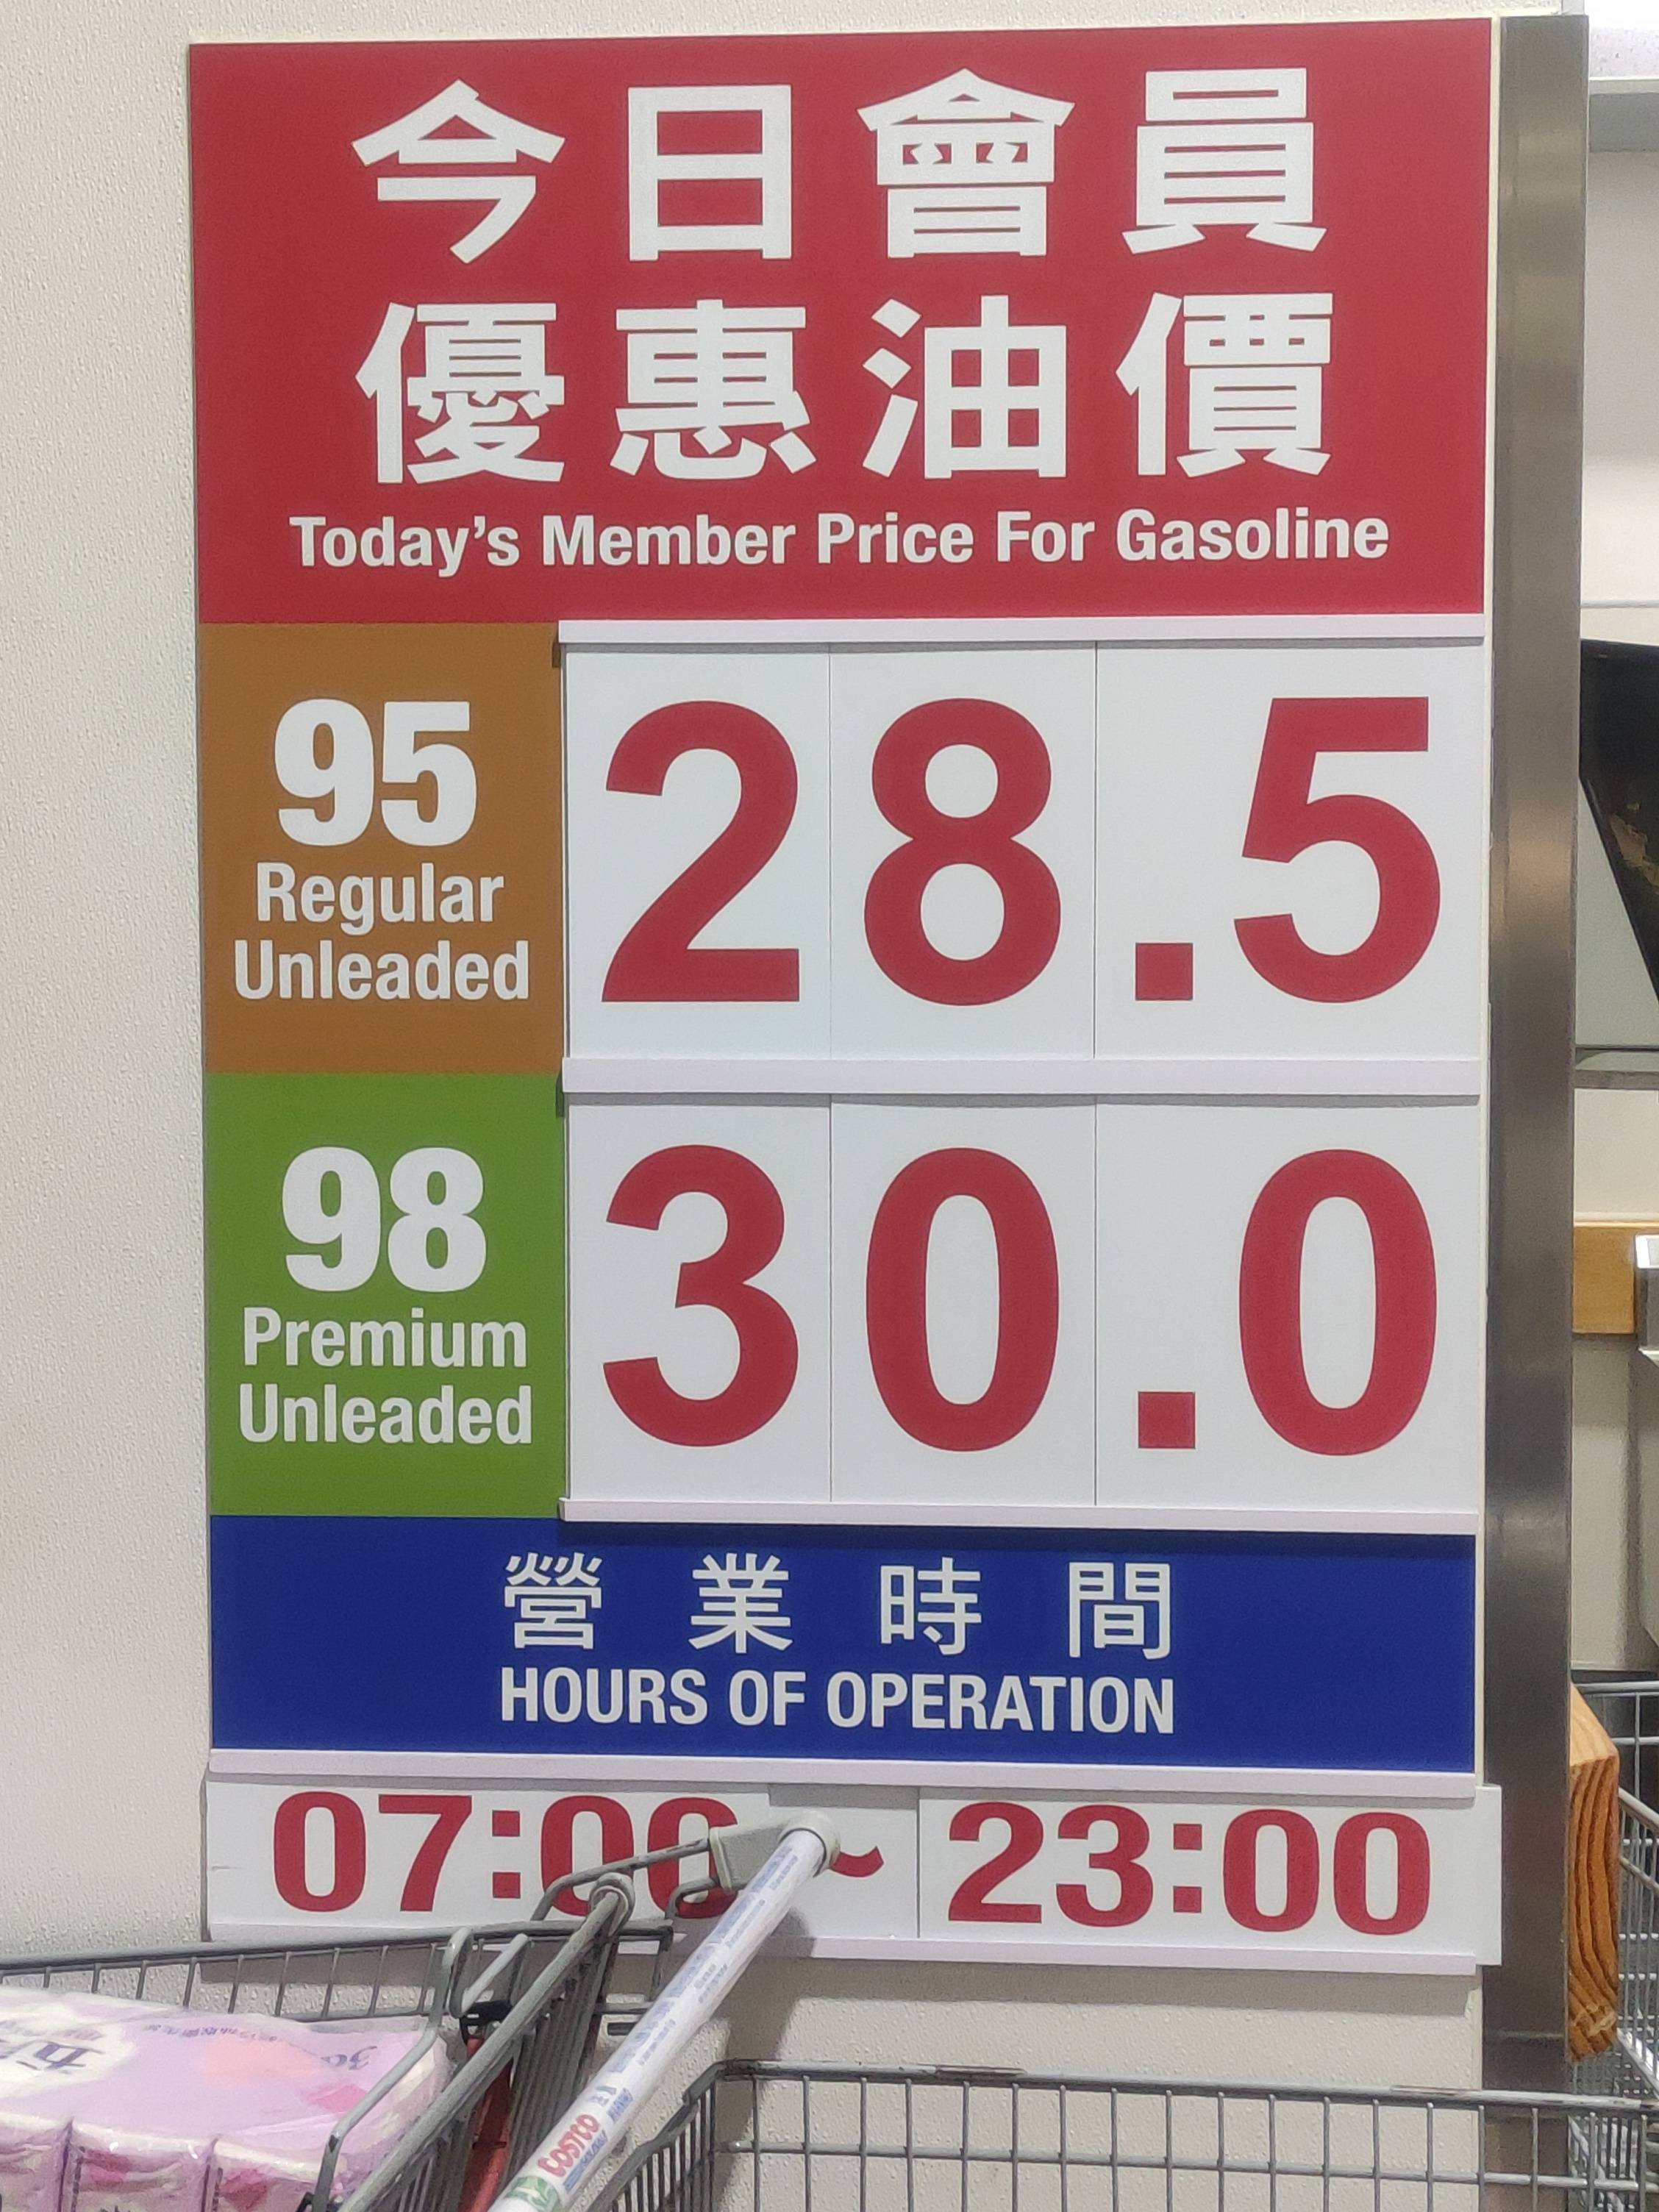 今日會員
優惠油價
Today's Member Price For Gasoline
95
Regular
Unleaded
28.5
98
Premium
Unleaded
30.0
營業時間
HOURS OF OPERATION
07:00 ~ 23:00
COSTCO